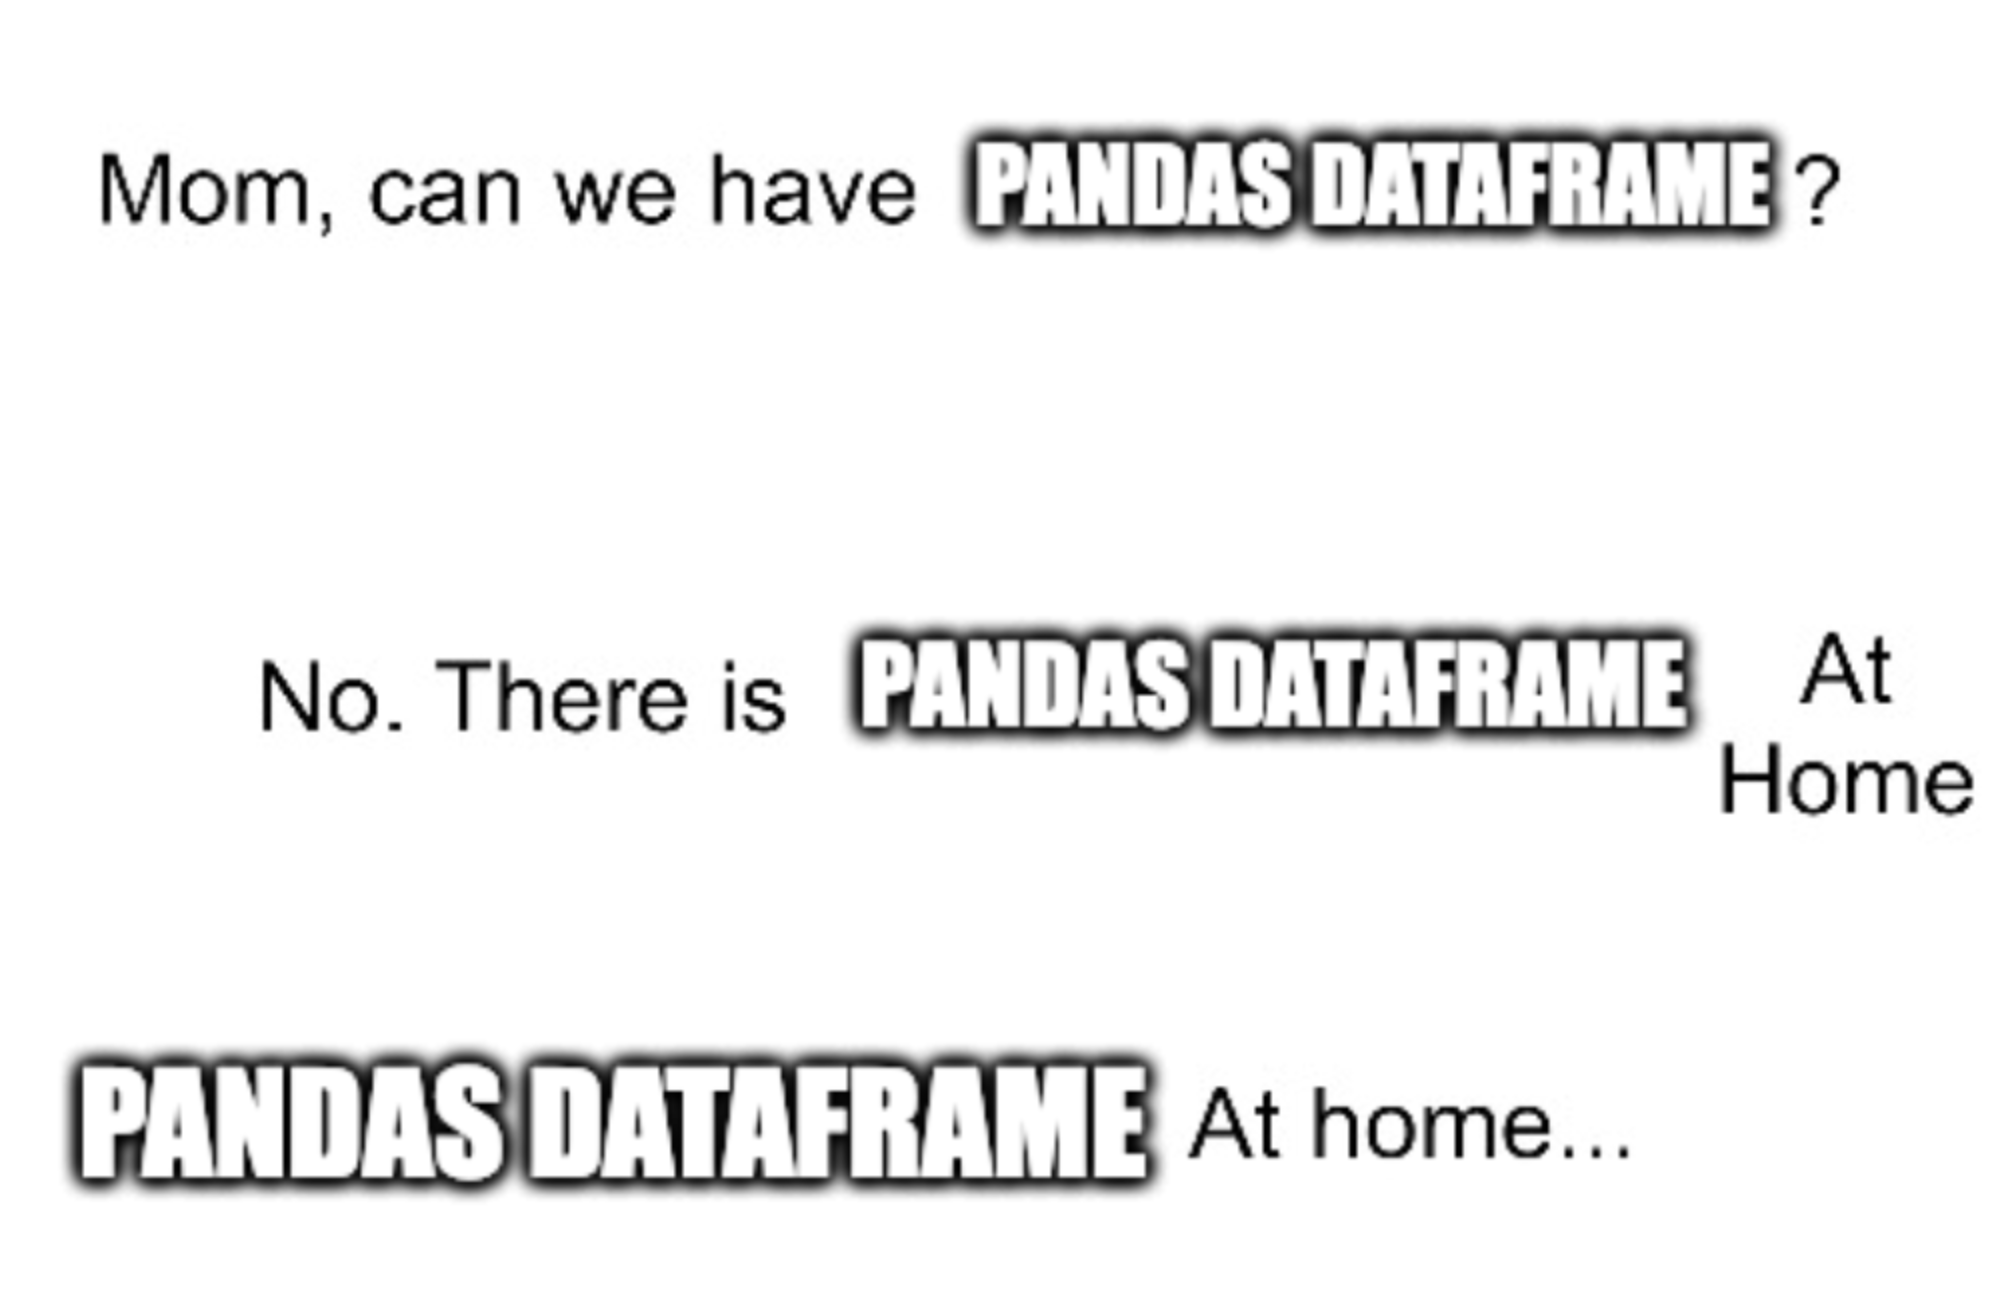 Mom, can we have PANDAS DATAFRAME ?
No. There is PANDAS DATAFRAME At
Home
PANDAS DATAFRAME At home...